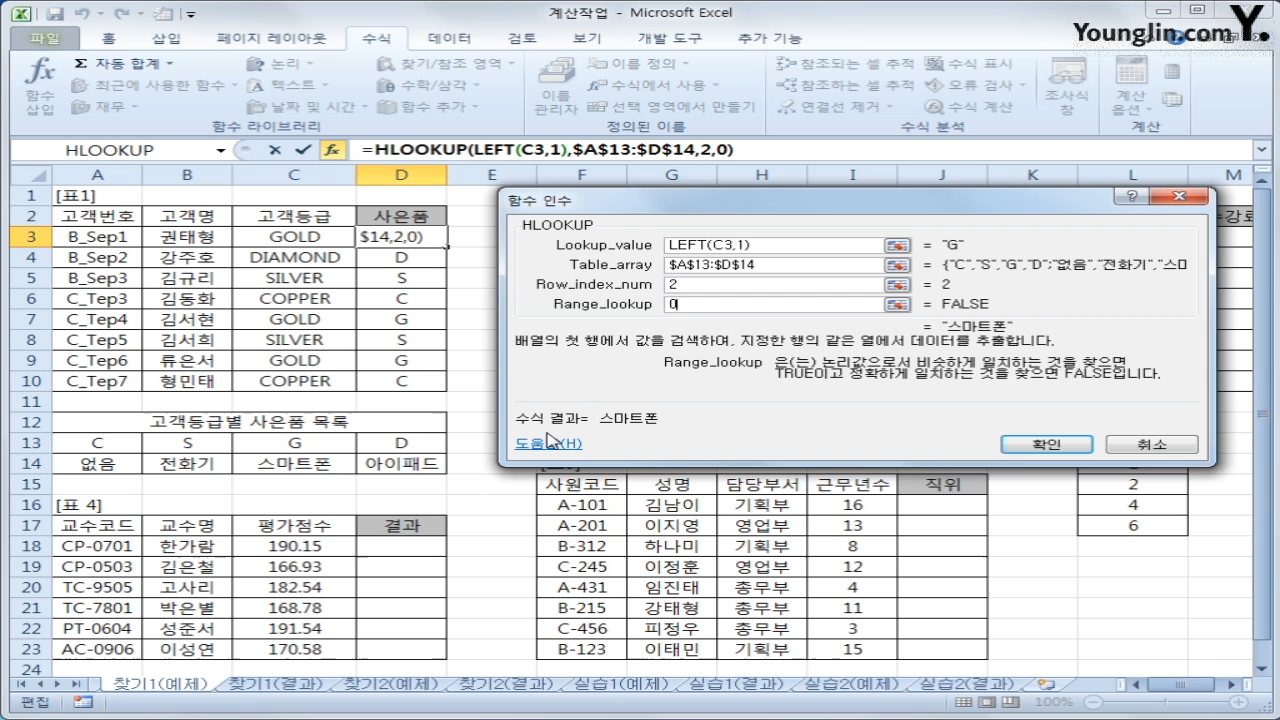 계산작업 - Microsoft Excel
Younglin.com Y.
파일 홈 삽입 페이지 레이아웃 수식 데이터 검토 보기 개발 도구 추가 기능
fx 함수 삽입
Σ 자동 합계 논리 찾기/참조 영역
최근에 사용한 함수 텍스트 수학/삼각
재무 날짜 및 시간 함수 추가
함수 라이브러리
이름 관리자
이름 정의
수식에서 사용
선택 영역에서 만들기
정의된 이름
참조되는 셀 추적 수식 표시
참조하는 셀 추적 오류 검사
연결선 제거 수식 계산
조사식 창
수식 분석
계산 옵션
계산
HLOOKUP fx =HLOOKUP(LEFT(C3,1),$A$13:$D$14,2,0)
A B C D E F G H I J K L M
1 [표1]
2 고객번호 고객명 고객등급 사은품
3 B_Sep1 권태형 GOLD $14,2,0)
4 B_Sep2 강주호 DIAMOND D
5 B_Sep3 김규리 SILVER S
6 C_Tep3 김동화 COPPER C
7 C_Tep4 김서현 GOLD G
8 C_Tep5 김서희 SILVER S
9 C_Tep6 류은서 GOLD G
10 C_Tep7 형민태 COPPER C
11
12 고객등급별 사은품 목록
13 C S G D
14 없음 전화기 스마트폰 아이패드
함수 인수
HLOOKUP
Lookup_value LEFT(C3,1) = "G"
Table_array $A$13:$D$14 = {"C","S","G","D";"없음","전화기","스마
Row_index_num 2 = 2
Range_lookup 0 = FALSE
= "스마트폰"
배열의 첫 행에서 값을 검색하여, 지정한 행의 같은 열에서 데이터를 추출합니다.
Range_lookup 은(는) 논리값으로서 비슷하게 일치하는 것을 찾으면
TRUE이고 정확하게 일치하는 것을 찾으면 FALSE입니다.
수식 결과= 스마트폰
도움말(H) 확인 취소
15 사원코드 성명 담당부서 근무년수 직위 2
16 [표 4] A-101 김남이 기획부 16 4
17 교수코드 교수명 평가점수 결과 A-201 이지영 영업부 13 6
18 CP-0701 한가람 190.15 B-312 하나미 기획부 8
19 CP-0503 김은철 166.93 C-245 이정훈 영업부 12
20 TC-9505 고사리 182.54 A-431 임진태 총무부 4
21 TC-7801 박은별 168.78 B-215 강태형 총무부 11
22 PT-0604 성준서 191.54 C-456 피정우 총무부 3
23 AC-0906 이성연 170.58 B-123 이태민 기획부 15
24
찾기1(예제) 찾기1(결과) 찾기2(예제) 찾기2(결과) 실습1(예제) 실습1(결과) 실습2(예제) 실습2(결과)
편집 100%